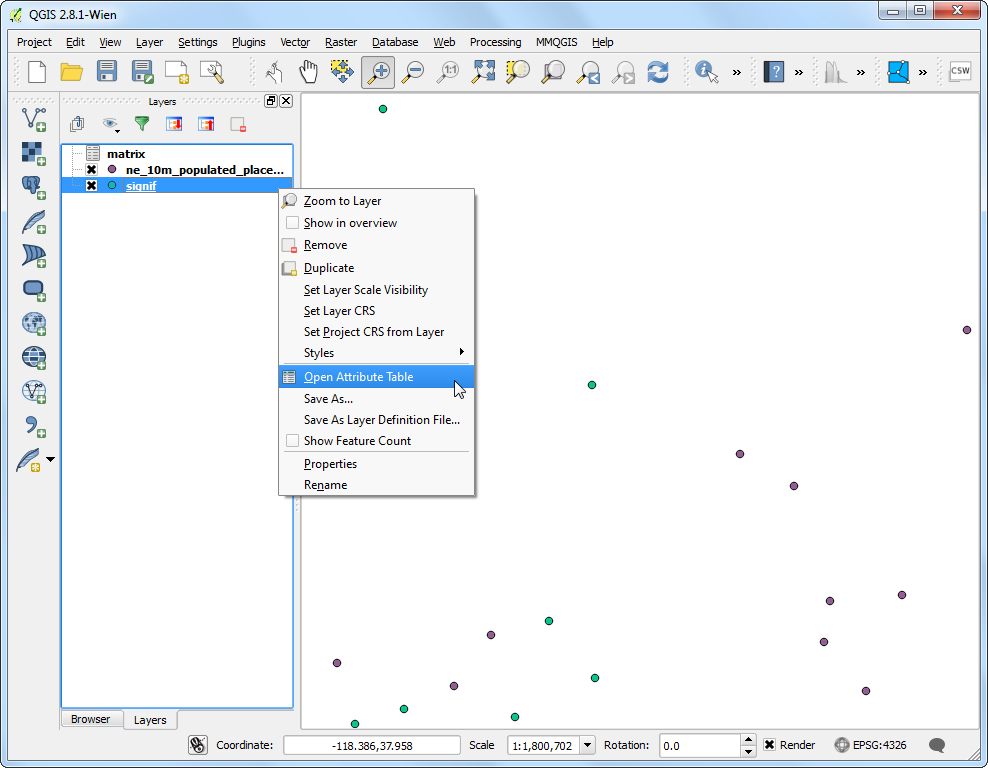 QGIS 2.8.1-Wien
Project Edit View Layer Settings Plugins Vector Raster Database Web Processing MMQGIS Help
1:1 » ? » » » CSW
Layers
matrix
ne_10m_populated_place...
signif
Zoom to Layer
Show in overview
Remove
Duplicate
Set Layer Scale Visibility
Set Layer CRS
Set Project CRS from Layer
Styles
Open Attribute Table
Save As...
Save As Layer Definition File...
Show Feature Count
Properties
Rename
Browser Layers
Coordinate: -118.386,37.958 Scale 1:1,800,702 Rotation: 0.0 Render EPSG:4326